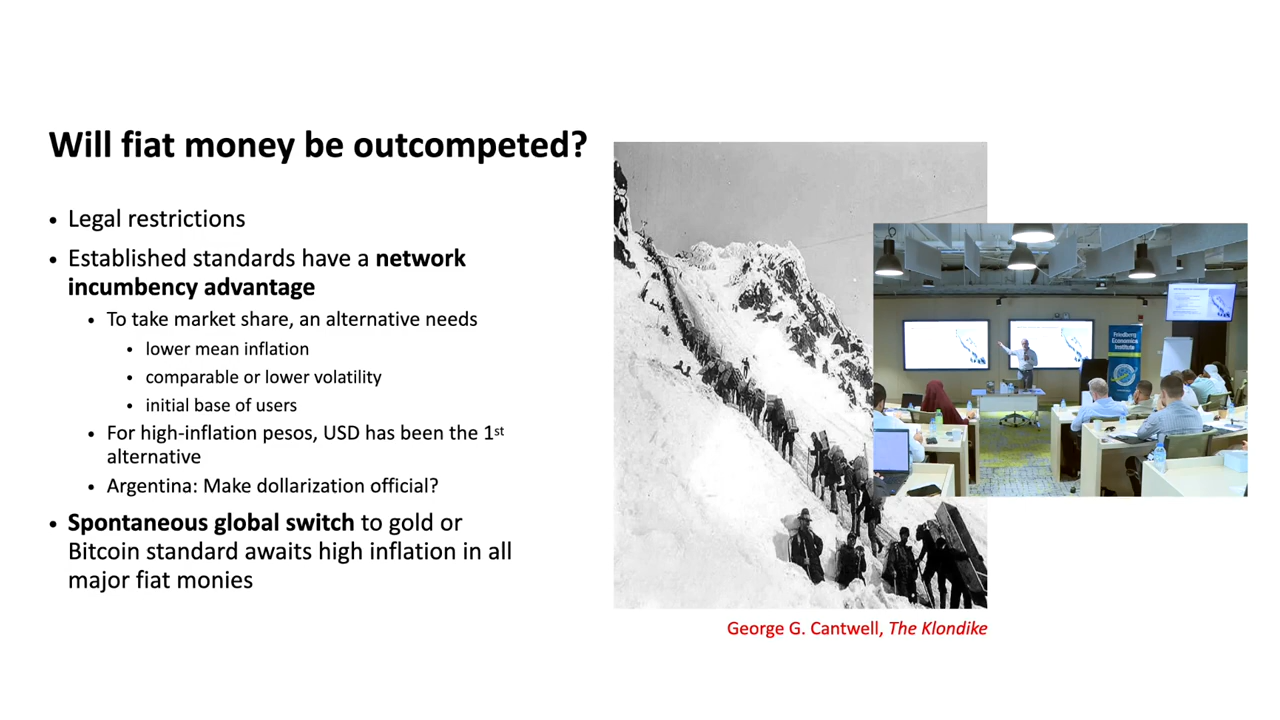 Will fiat money be outcompeted?
• Legal restrictions
• Established standards have a network
incumbency advantage
• To take market share, an alternative needs
• lower mean inflation
• comparable or lower volatility
• initial base of users
• For high-inflation pesos, USD has been the 1st
alternative
• Argentina: Make dollarization official?
• Spontaneous global switch to gold or
Bitcoin standard awaits high inflation in all
major fiat monies
Friedberg
Economics
Institute
George G. Cantwell, The Klondike